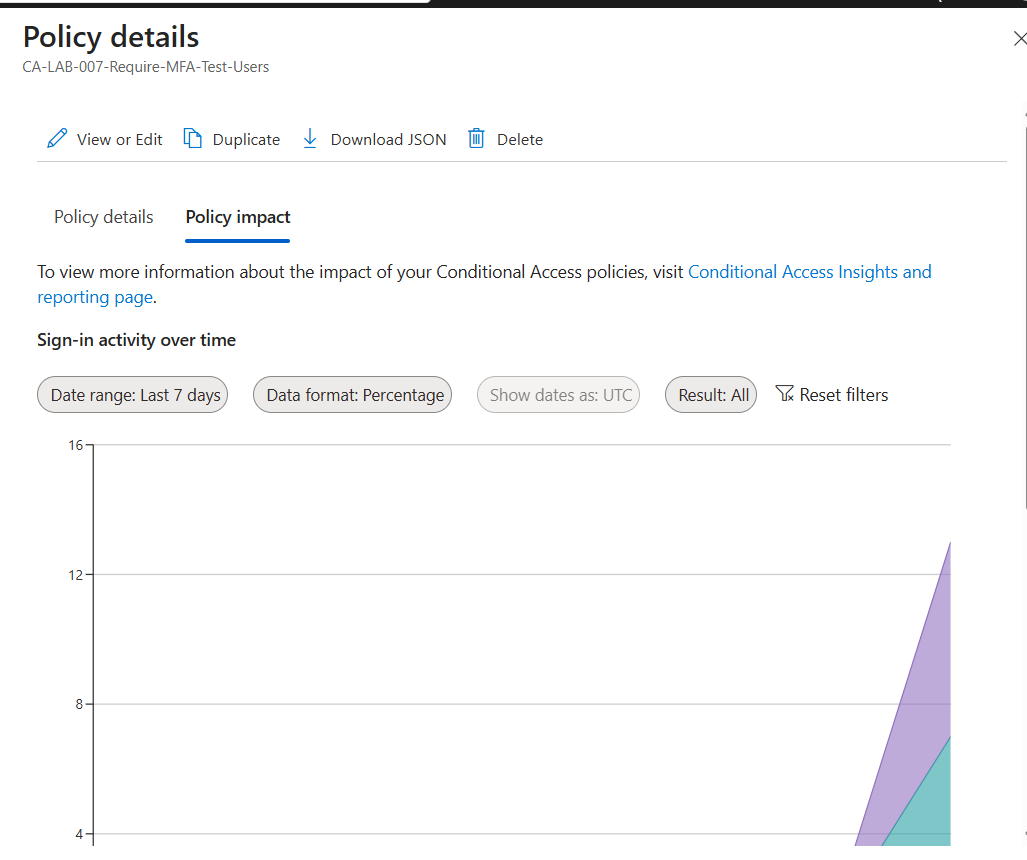 Policy details
CA-LAB-007-Require-MFA-Test-Users
View or Edit Duplicate Download JSON Delete
Policy details Policy impact
To view more information about the impact of your Conditional Access policies, visit Conditional Access Insights and
reporting page.
Sign-in activity over time
Date range: Last 7 days Data format: Percentage Show dates as: UTC Result: All Reset filters
16
12
8
4